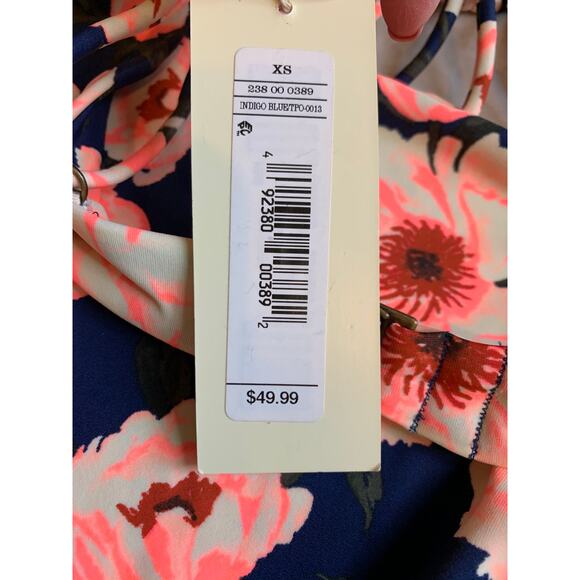 XS
238 00 0389
INDIGO BLUE/TPO-0013
4 92380 00389 2
$49.99